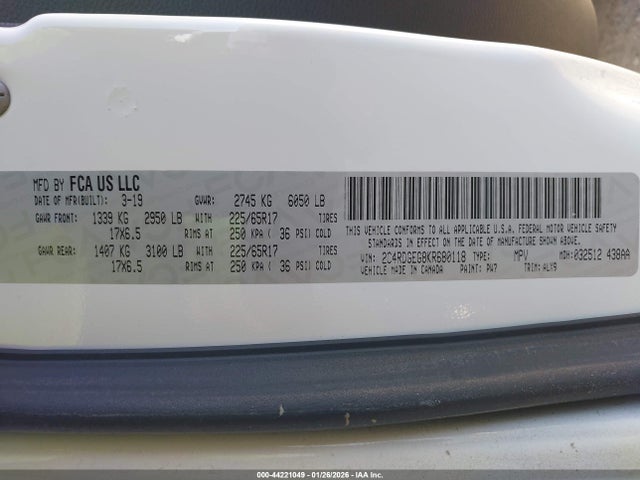 MFD BY FCA US LLC
DATE OF MFR(BUILT): 3-19 GVWR: 2745 KG 6050 LB
GAWR FRONT: 1339 KG 2950 LB WITH 225/65R17 TIRES
17X6.5 RIMS AT 250 KPA ( 36 PSI) COLD
GAWR REAR: 1407 KG 3100 LB WITH 225/65R17 TIRES
17X6.5 RIMS AT 250 KPA ( 36 PSI) COLD
THIS VEHICLE CONFORMS TO ALL APPLICABLE U.S.A. FEDERAL MOTOR VEHICLE SAFETY
STANDARDS IN EFFECT ON THE DATE OF MANUFACTURE SHOWN ABOVE.
VIN: 2C4RDGEG8KR680118 TYPE: MPV MDH: 032512 438AA
VEHICLE MADE IN CANADA PAINT: PW7 TRIM: ALX9
000-44221049 01/26/2026 - IAA Inc.